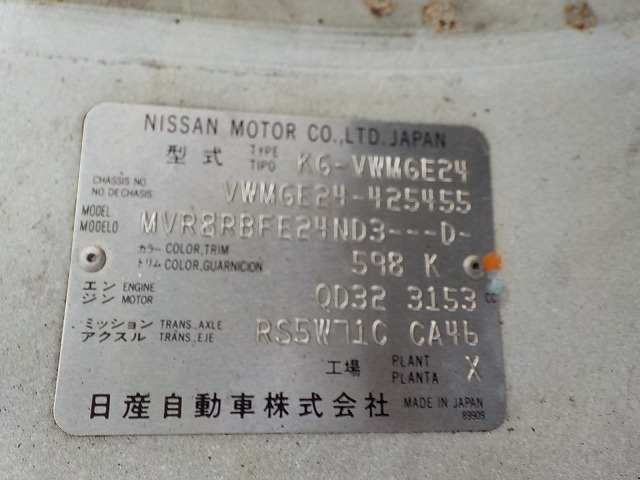 NISSAN MOTOR CO.,LTD.JAPAN
型式 TYPE TIPO KG-VWMGE24
CHASSIS NO. NO.DE CHASIS. VWMGE24-425455
MODEL MODELO MVR8RBFE24ND3---D-
カラー COLOR,TRIM
トリム COLOR,GUARNICION 598 K
エン ENGINE
ジン MOTOR QD32 3153 CC
ミッション TRANS.,AXLE
アクスル TRANS.,EJE RS5W71C CA46
工場 PLANT PLANTA X
日産自動車株式会社 MADE IN JAPAN
89909